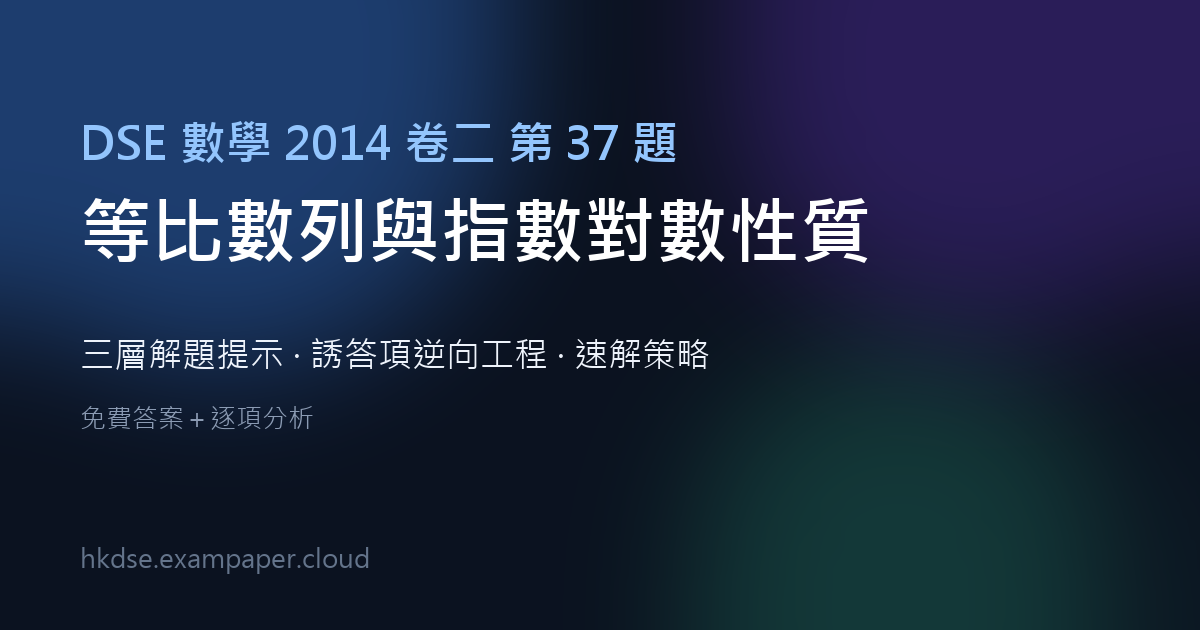 DSE 數學 2014 卷二 第 37 題
等比數列與指數對數性質
三層解題提示 · 誘答項逆向工程 · 速解策略
免費答案 + 逐項分析
hkdse.exampaper.cloud